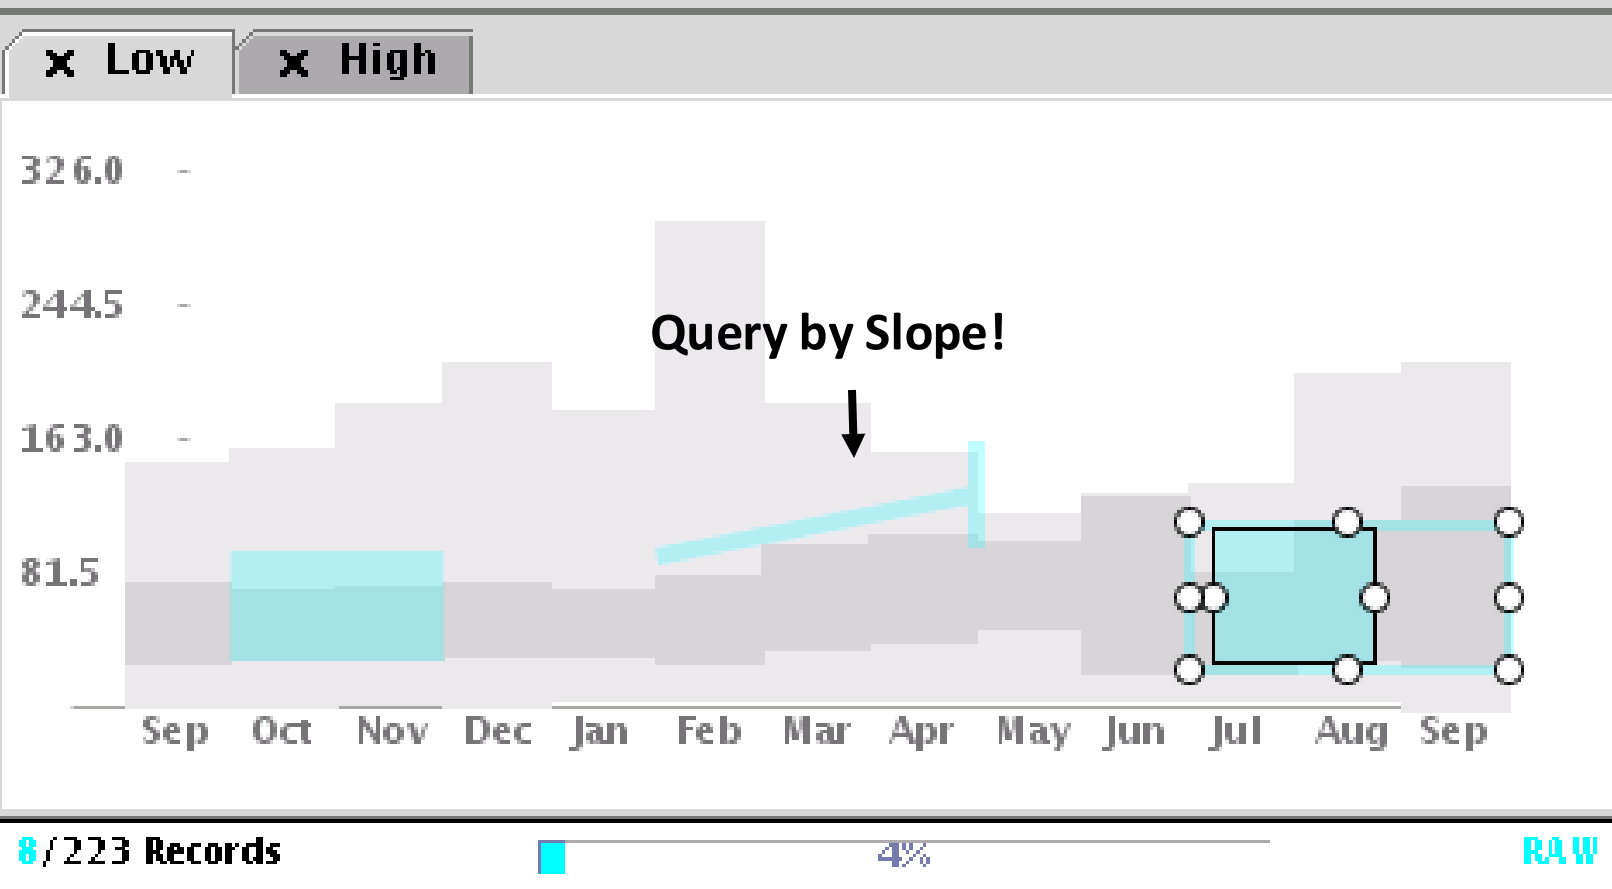 x Low x High
326.0 -
244.5 -
Query by Slope!
163.0 -
81.5
Sep Oct Nov Dec Jan Feb Mar Apr May Jun Jul Aug Sep
8/223 Records 4% RAW